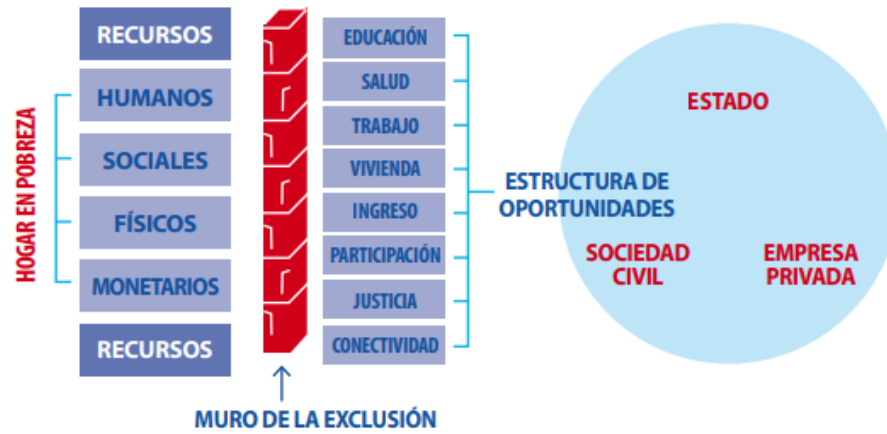 HOGAR EN POBREZA
RECURSOS
HUMANOS
SOCIALES
FÍSICOS
MONETARIOS
RECURSOS
MURO DE LA EXCLUSIÓN
EDUCACIÓN
SALUD
TRABAJO
VIVIENDA
INGRESO
PARTICIPACIÓN
JUSTICIA
CONECTIVIDAD
ESTRUCTURA DE
OPORTUNIDADES
ESTADO
SOCIEDAD
CIVIL
EMPRESA
PRIVADA